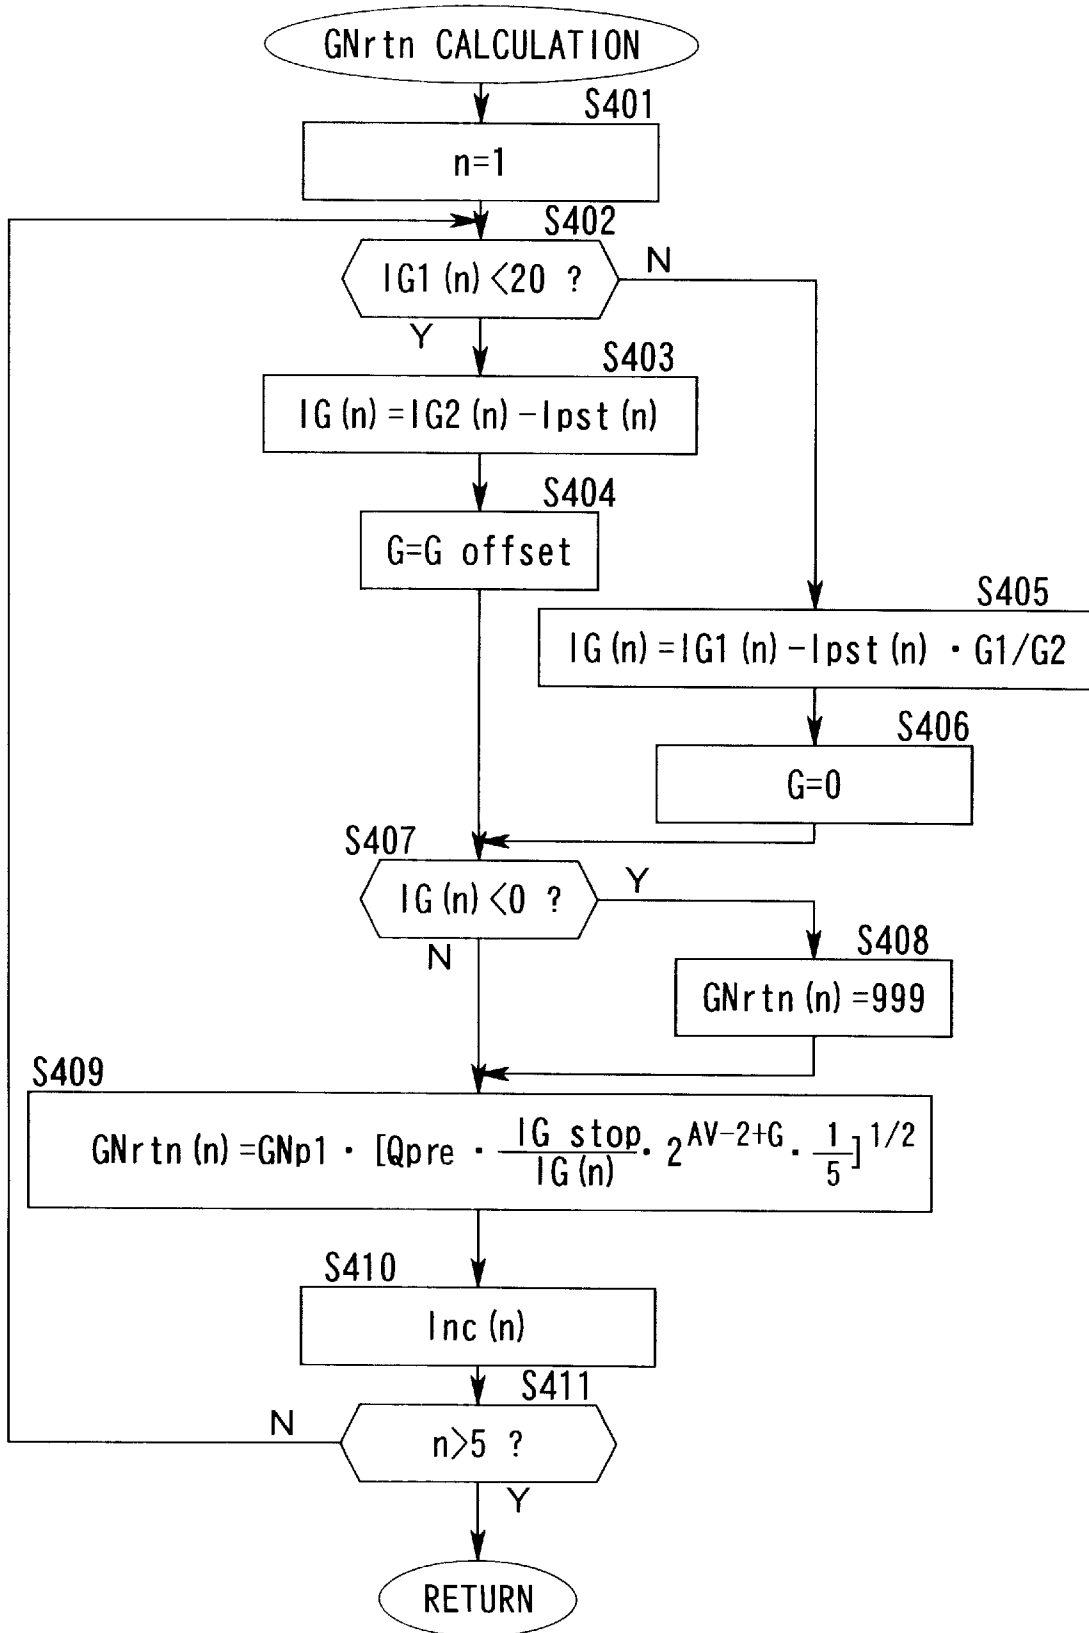 GNrtn CALCULATION
S401
n=1
S402
IG1(n)<20 ?
N
Y
S403
IG(n)=IG2(n)-Ipst(n)
S404
G=G offset
S405
IG(n)=IG1(n)-Ipst(n)・G1/G2
S406
G=0
S407
IG(n)<0 ?
Y
N
S408
GNrtn(n)=999
S409
GNrtn(n)=GNp1・[Qpre・IG stop/IG(n)・2^AV-2+G・1/5]^1/2
S410
Inc(n)
S411
n>5 ?
N
Y
RETURN